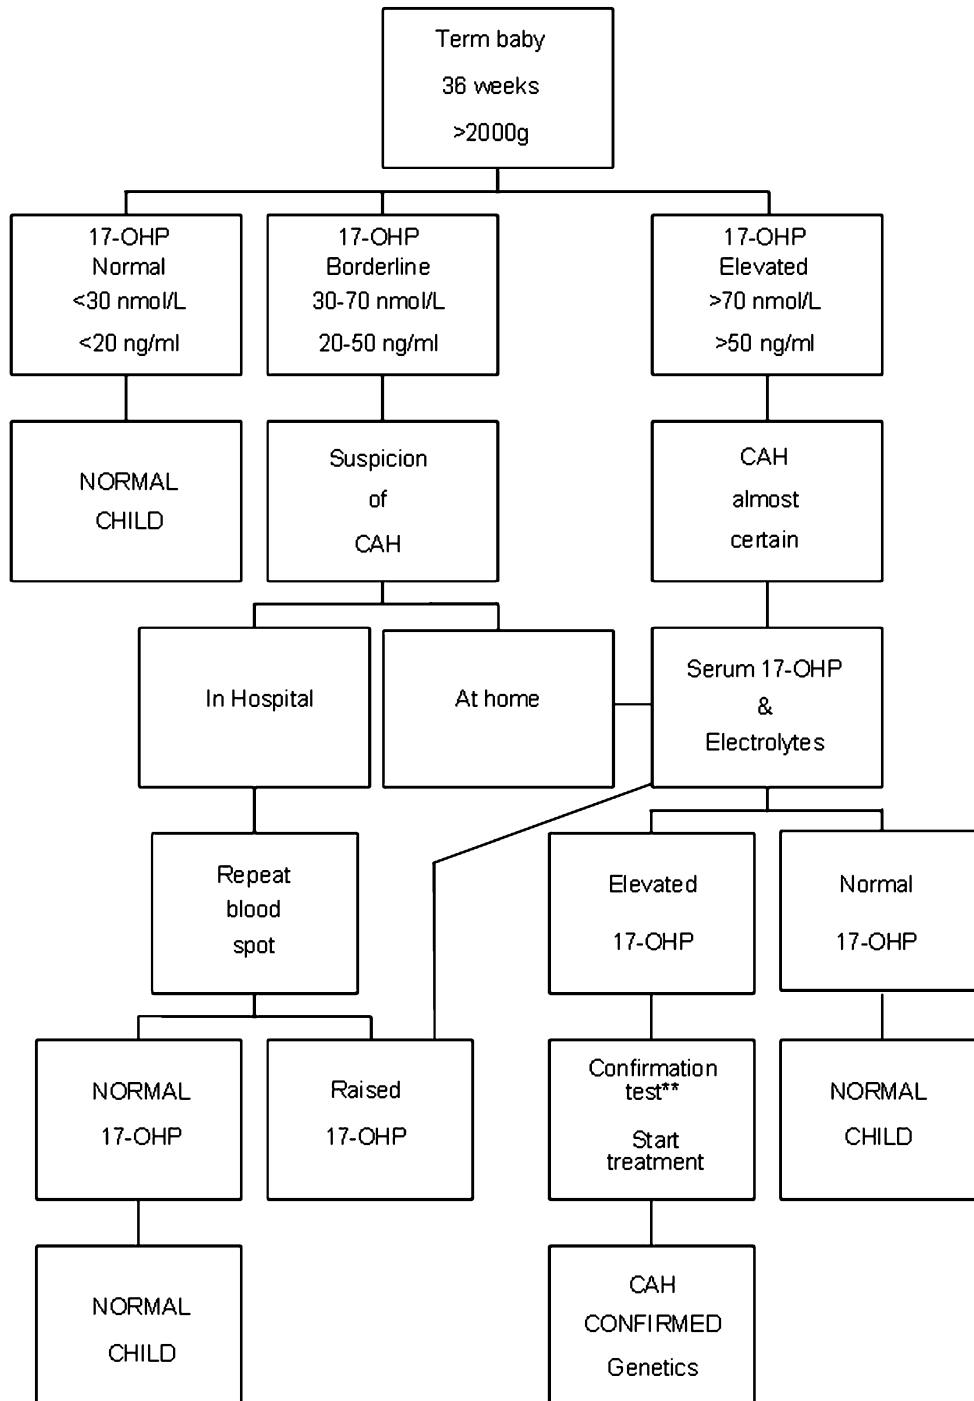 Term baby
36 weeks
>2000g
17-OHP
Normal
<30 nmol/L
<20 ng/ml
17-OHP
Borderline
30-70 nmol/L
20-50 ng/ml
17-OHP
Elevated
>70 nmol/L
>50 ng/ml
NORMAL
CHILD
Suspicion
of
CAH
CAH
almost
certain
In Hospital
At home
Serum 17-OHP
&
Electrolytes
Repeat
blood
spot
Elevated
17-OHP
Normal
17-OHP
NORMAL
17-OHP
Raised
17-OHP
Confirmation
test**
Start
treatment
NORMAL
CHILD
NORMAL
CHILD
CAH
CONFIRMED
Genetics